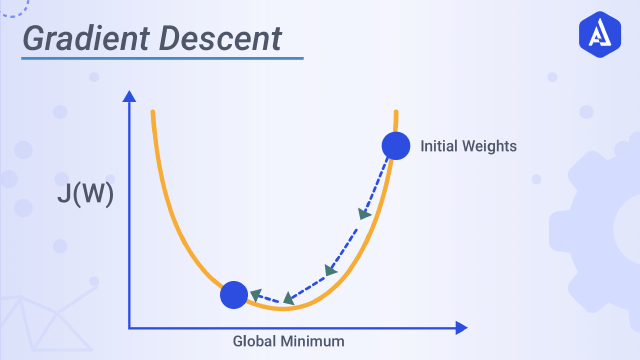 Gradient Descent
Initial Weights
J(W)
Global Minimum